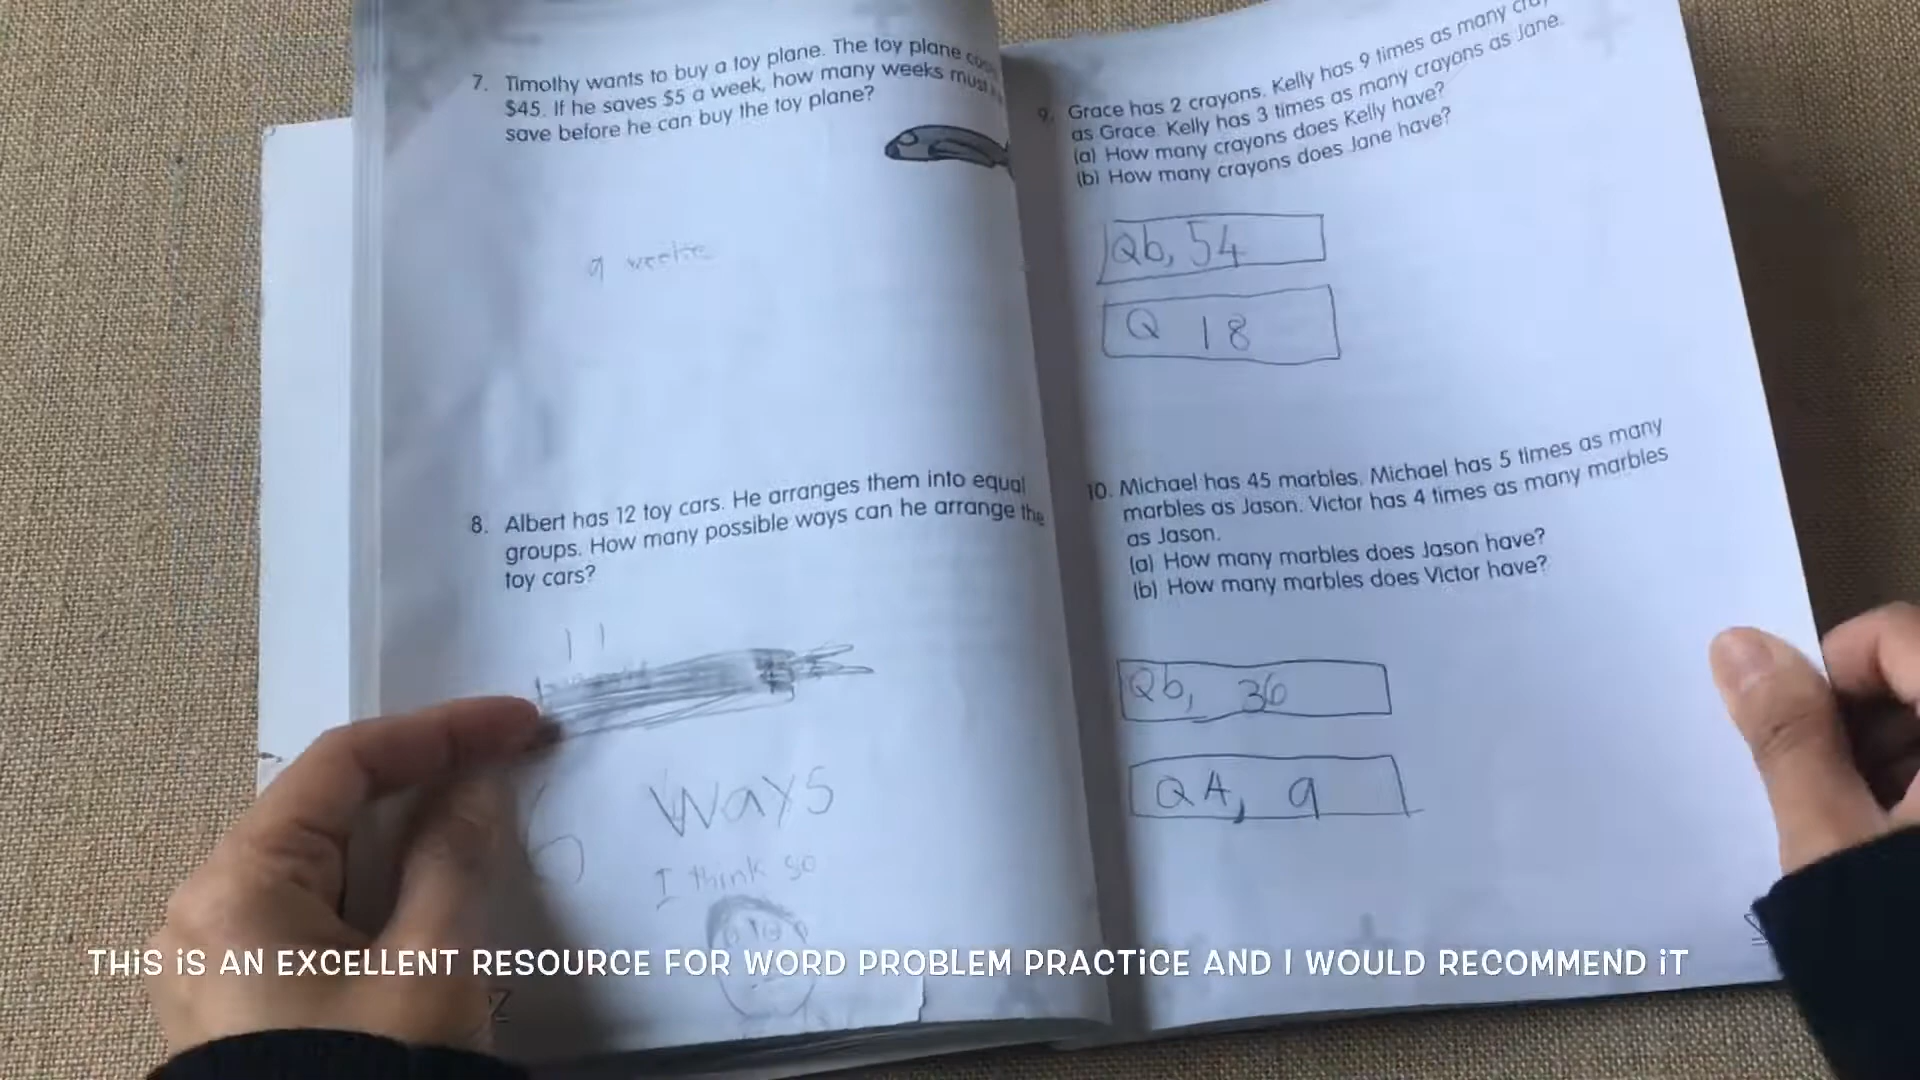 7. Timothy wants to buy a toy plane. The toy plane
$45. If he saves $5 a week, how many weeks must
save before he can buy the toy plane?
9 weeks
8. Albert has 12 toy cars. He arranges them into equal
groups. How many possible ways can he arrange the
toy cars?
6 Ways
I think so
9. Grace has 2 crayons. Kelly has 9 times as many
as Grace. Kelly has 3 times as many crayons as Jane.
(a) How many crayons does Kelly have?
(b) How many crayons does Jane have?
Qb, 54
Q 18
10. Michael has 45 marbles. Michael has 5 times as many
marbles as Jason. Victor has 4 times as many marbles
as Jason.
(a) How many marbles does Jason have?
(b) How many marbles does Victor have?
Qb, 36
QA, 9
THIS IS AN EXCELLENT RESOURCE FOR WORD PROBLEM PRACTICE AND I WOULD RECOMMEND IT